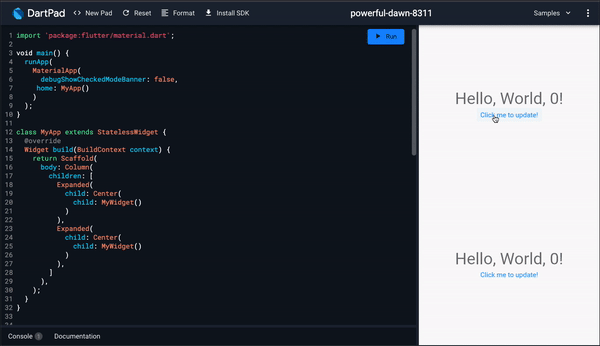 DartPad
<> New Pad
Reset
Format
Install SDK
powerful-dawn-8311
Samples
1 import 'package:flutter/material.dart';
2
3 void main() {
4   runApp(
5     MaterialApp(
6       debugShowCheckedModeBanner: false,
7       home: MyApp()
8     )
9   );
10 }
11
12 class MyApp extends StatelessWidget {
13   @override
14   Widget build(BuildContext context) {
15     return Scaffold(
16       body: Column(
17         children: [
18           Expanded(
19             child: Center(
20               child: MyWidget()
21             )
22           ),
23           Expanded(
24             child: Center(
25               child: MyWidget()
26             )
27           ),
28         ]
29       ),
30     );
31   }
32 }
33
Run
Hello, World, 0!
Click me to update!
Hello, World, 0!
Click me to update!
Console
Documentation